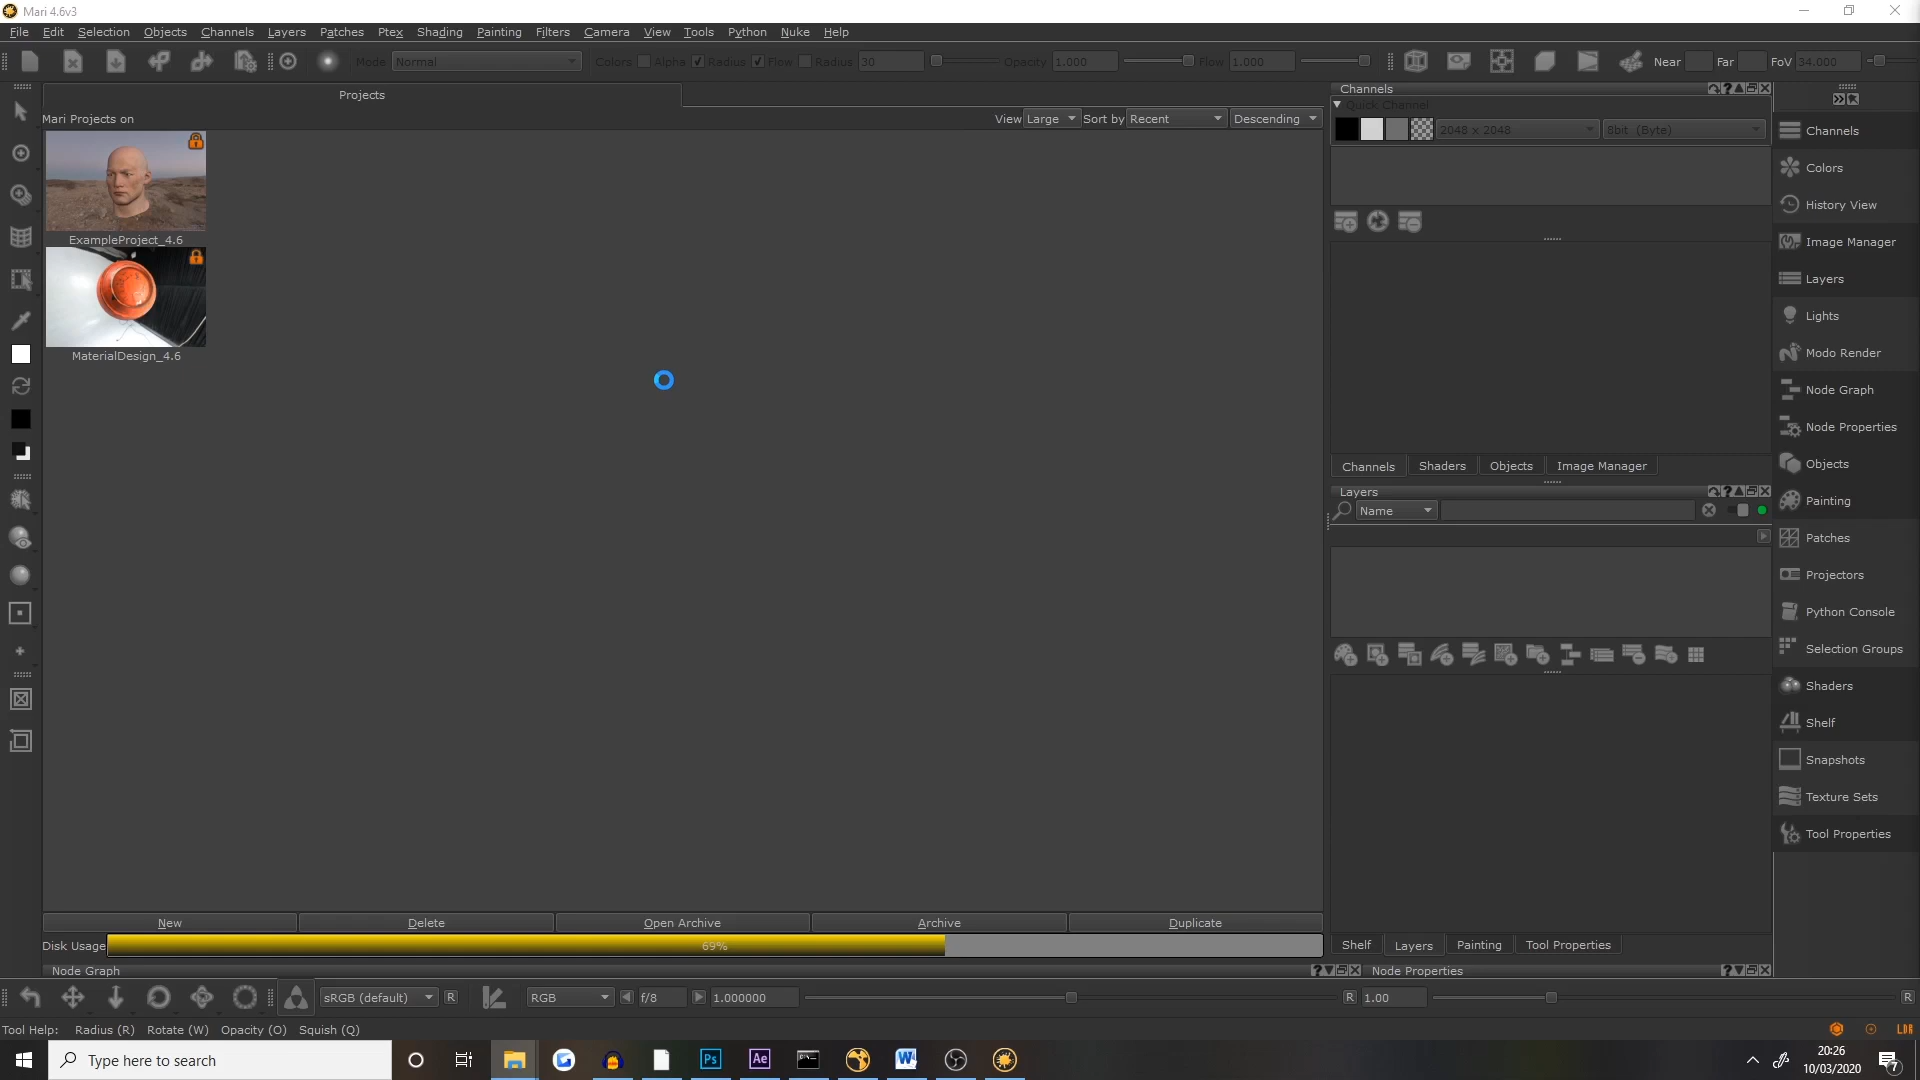 Mari 4.6v3
File Edit Selection Objects Channels Layers Patches Ptex Shading Painting Filters Camera View Tools Python Nuke Help
Mode Normal Colors Alpha Radius Flow Radius 30 Opacity 1.000 Flow 1.000 Near Far FoV 34.000
Projects
Mari Projects on
View Large Sort by Recent Descending
ExampleProject_4.6
MaterialDesign_4.6
New Delete Open Archive Archive Duplicate
Disk Usage 69%
Node Graph
Channels
Quick Channel
2048 x 2048 8bit (Byte)
Channels Shaders Objects Image Manager
Layers
Name
Shelf Layers Painting Tool Properties
Node Properties
Channels
Colors
History View
Image Manager
Layers
Lights
Modo Render
Node Graph
Node Properties
Objects
Painting
Patches
Projectors
Python Console
Selection Groups
Shaders
Shelf
Snapshots
Texture Sets
Tool Properties
sRGB (default) R RGB f/8 1.000000 R 1.00 R
Tool Help: Radius (R) Rotate (W) Opacity (O) Squish (Q)
LDR
Type here to search
Ps Ae W
20:26
10/03/2020
7